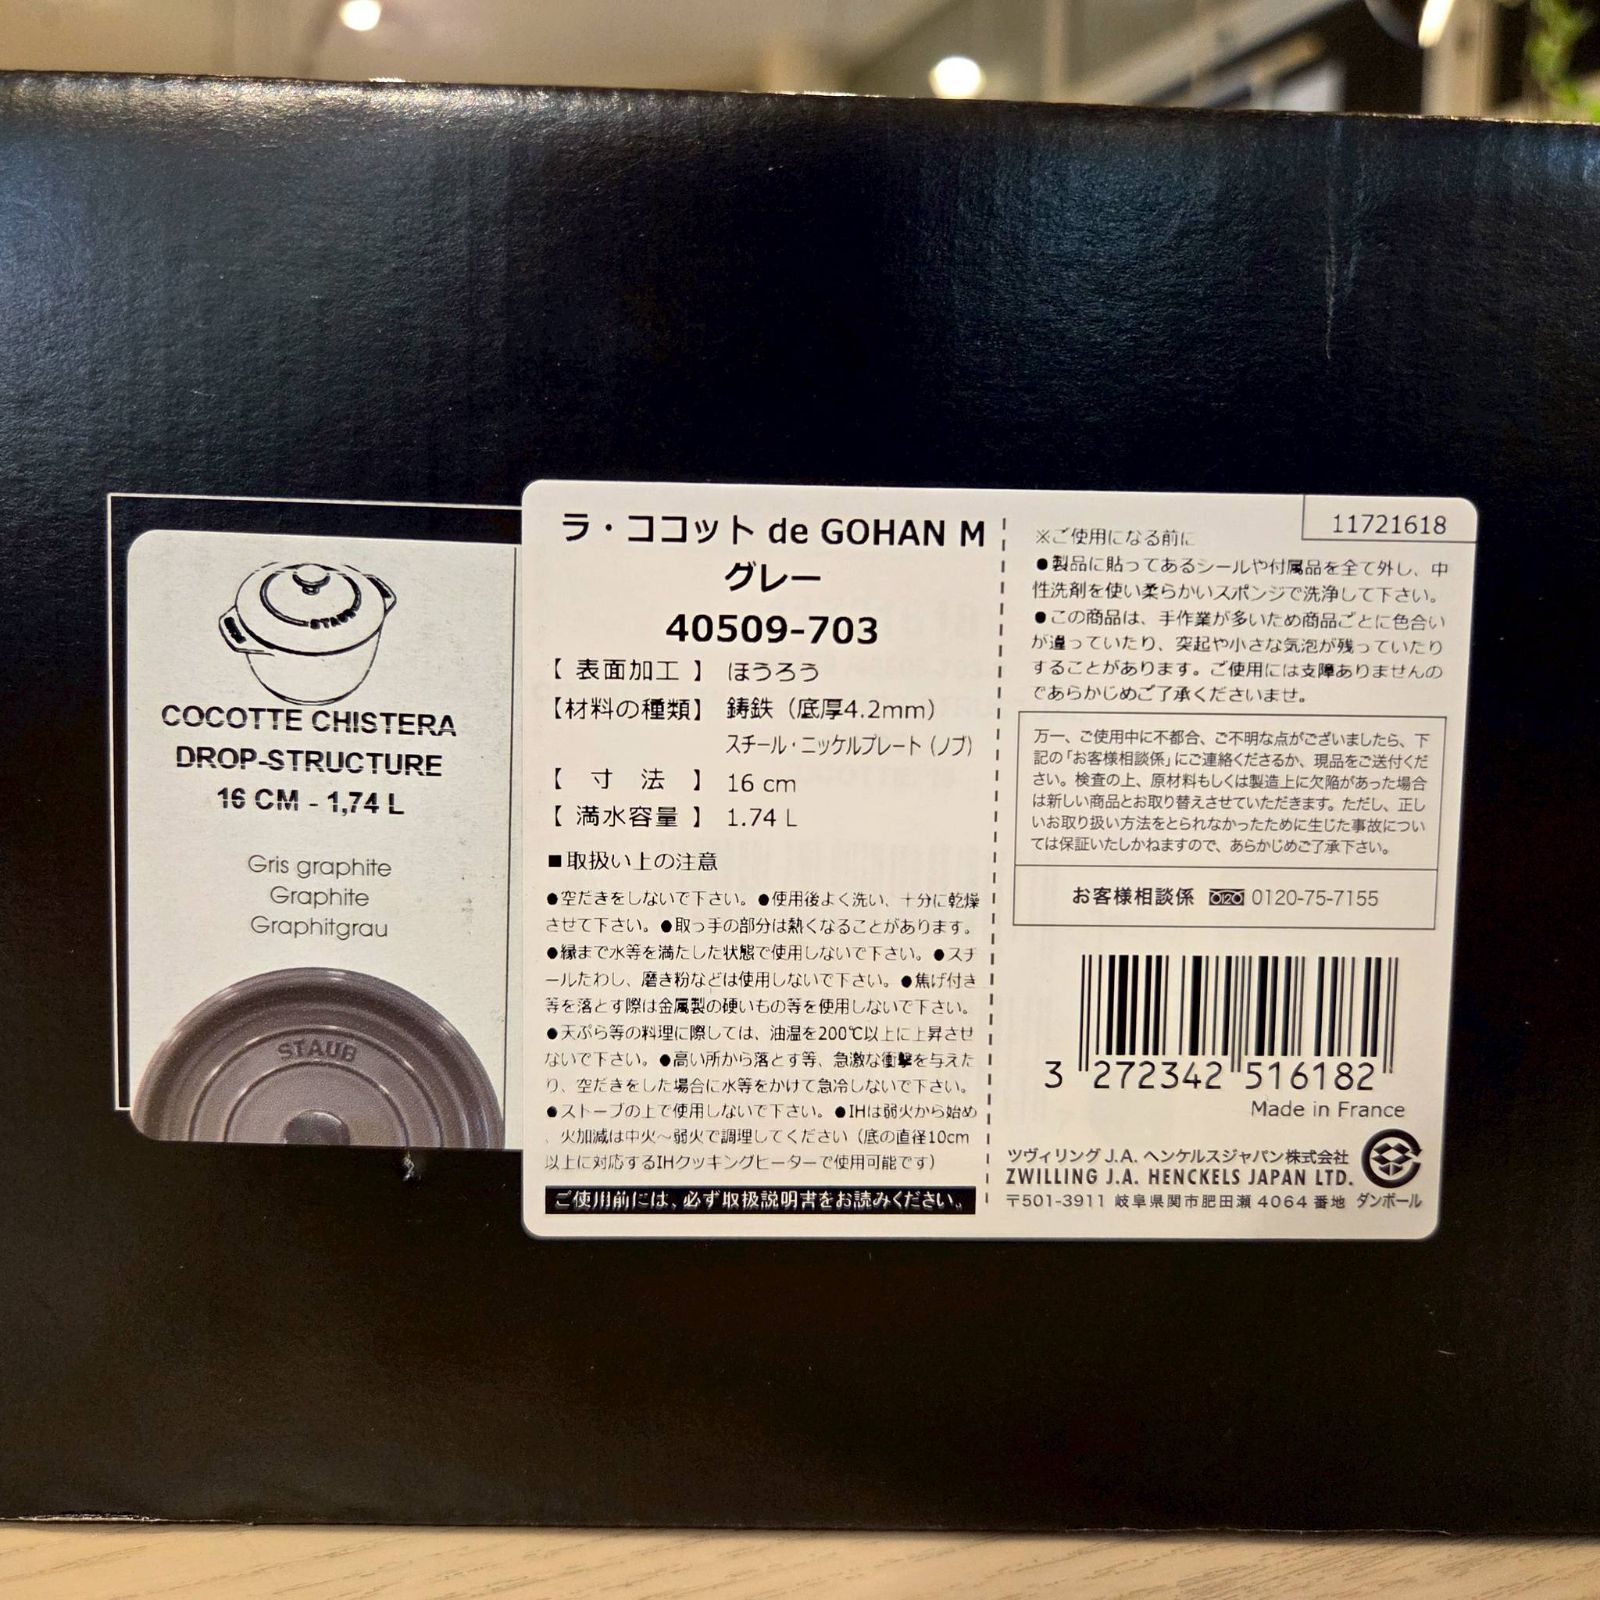 STAUB
COCOTTE CHISTERA
DROP-STRUCTURE
16 CM - 1,74 L
Gris graphite
Graphite
Graphitgrau
STAUB
ラ・ココット de GOHAN M
グレー
40509-703
【 表面加工 】 ほうろう
【材料の種類】 鋳鉄（底厚4.2mm）
スチール・ニッケルプレート（ノブ）
【 寸 法 】 16 cm
【 満水容量 】 1.74 L
■取扱い上の注意
●空だきをしないで下さい。●使用後よく洗い、十分に乾燥
させて下さい。●取っ手の部分は熱くなることがあります。
●縁まで水等を満たした状態で使用しないで下さい。●スチ
ールたわし、磨き粉などは使用しないで下さい。●焦げ付き
等を落とす際は金属製の硬いもの等を使用しないで下さい。
●天ぷら等の料理に際しては、油温を200℃以上に上昇させ
ないで下さい。●高い所から落とす等、急激な衝撃を与えた
り、空だきをした場合に水等をかけて急冷しないで下さい。
●ストーブの上で使用しないで下さい。●IHは弱火から始め
、火加減は中火～弱火で調理してください（底の直径10cm
以上に対応するIHクッキングヒーターで使用可能です）
ご使用前には、必ず取扱説明書をお読みください。
11721618
※ご使用になる前に
●製品に貼ってあるシールや付属品を全て外し、中
性洗剤を使い柔らかいスポンジで洗浄して下さい。
●この商品は、手作業が多いため商品ごとに色合い
が違っていたり、突起や小さな気泡が残っていたり
することがあります。ご使用には支障ありませんの
であらかじめご了承くださいませ。
万一、ご使用中に不都合、ご不明な点がございましたら、下
記の「お客様相談係」にご連絡くださるか、現品をご送付くだ
さい。検査の上、原材料もしくは製造上に欠陥があった場合
は新しい商品とお取り替えさせていただきます。ただし、正し
いお取り扱い方法をとられなかったために生じた事故につい
ては保証いたしかねますので、あらかじめご了承下さい。
お客様相談係 0120-75-7155
3 272342 516182
Made in France
ツヴィリング J.A. ヘンケルスジャパン株式会社
ZWILLING J.A. HENCKELS JAPAN LTD.
〒501-3911 岐阜県関市肥田瀬 4064 番地 ダンボール